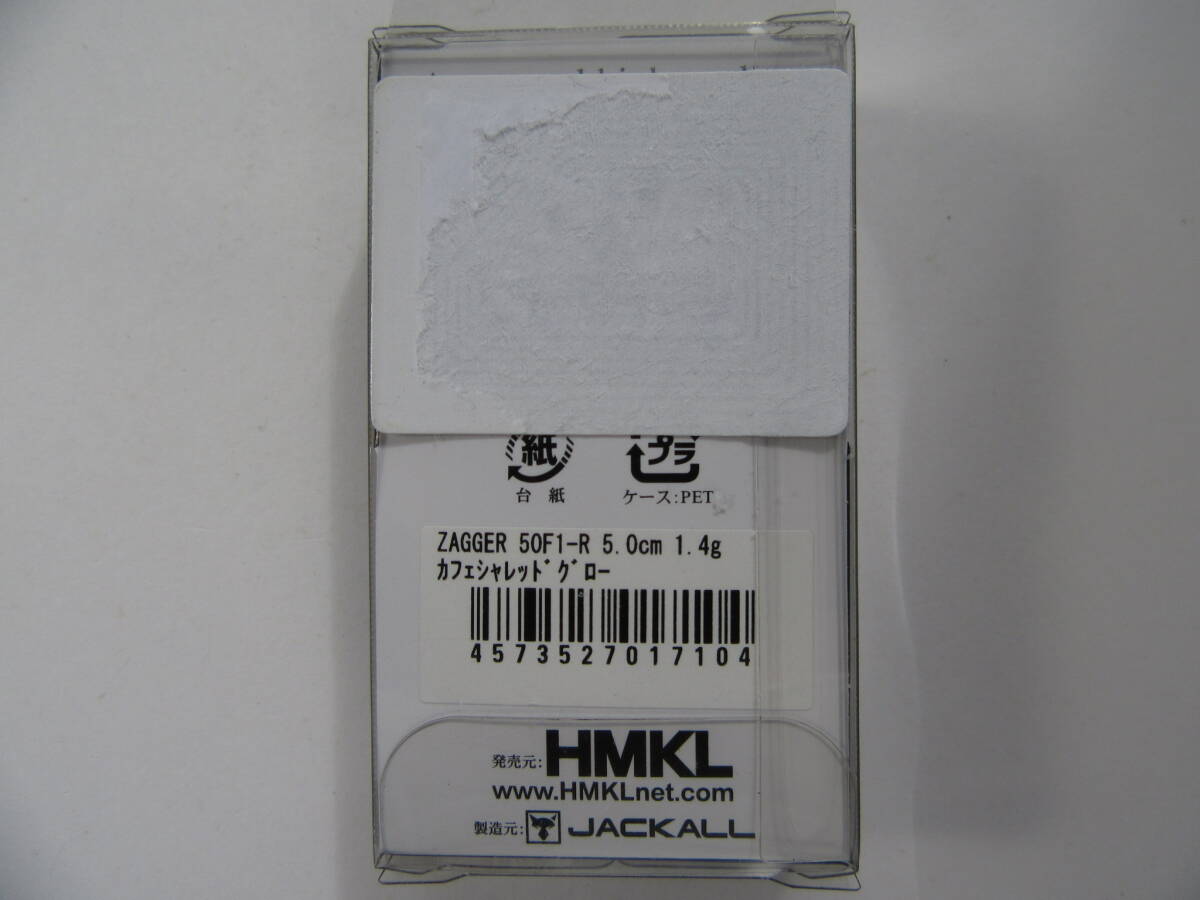 紙
プラ
台 紙
ケース:PET
ZAGGER 50F1-R 5.0cm 1.4g
カフェシャレッドグロー
4573527017104
発売元: HMKL
www.HMKLnet.com
製造元: JACKALL